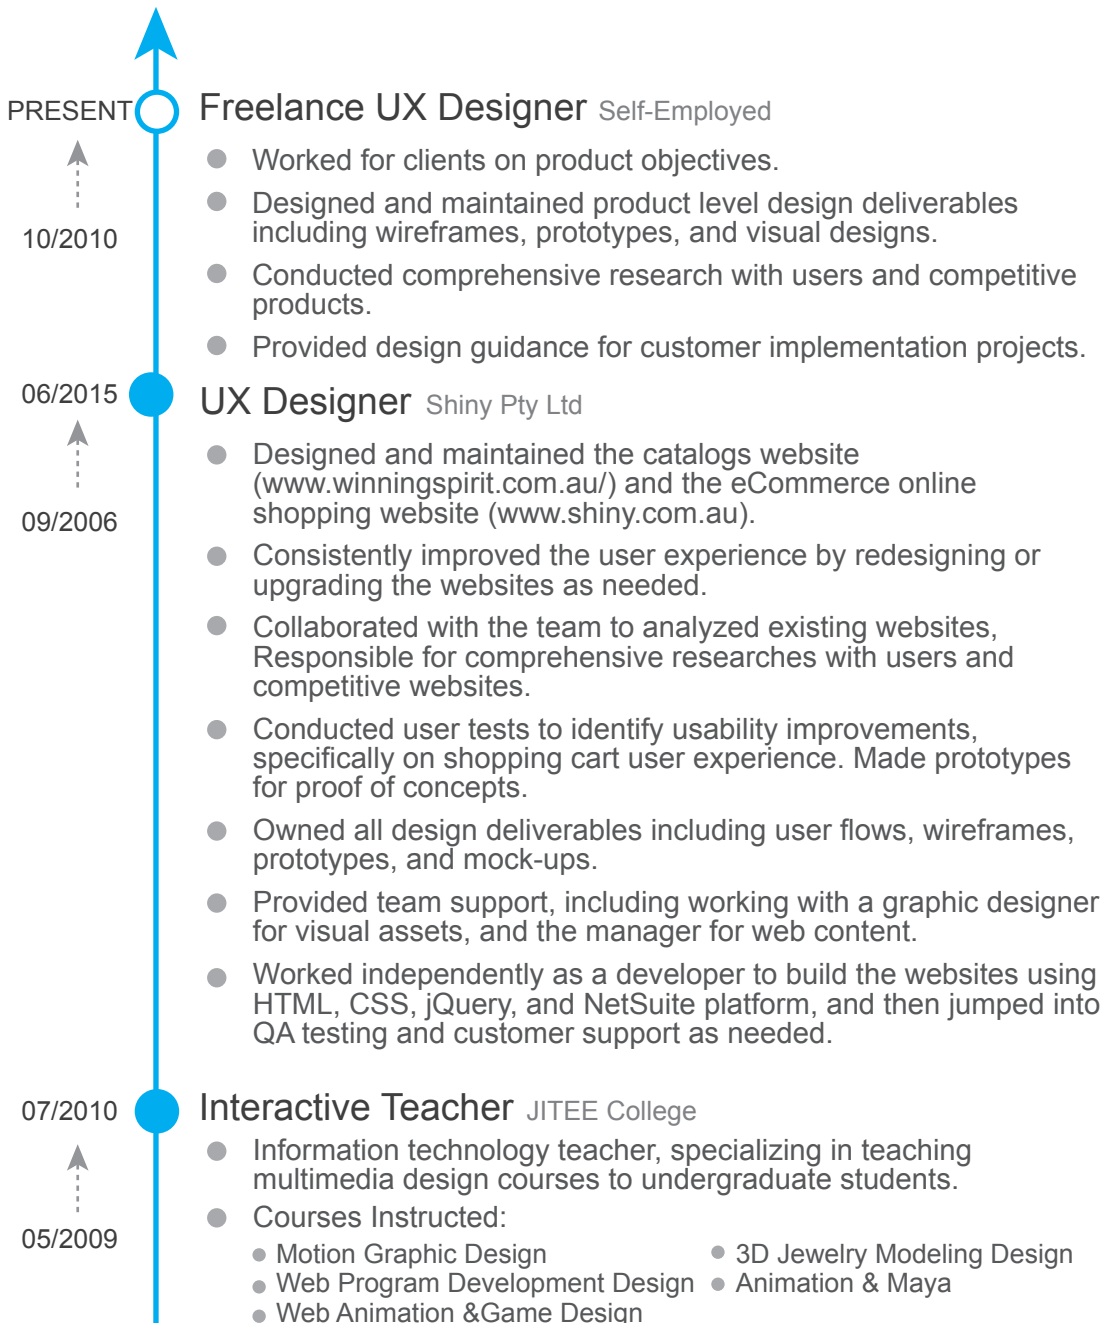 PRESENT
10/2010
Freelance UX Designer Self-Employed
Worked for clients on product objectives.
Designed and maintained product level design deliverables
including wireframes, prototypes, and visual designs.
Conducted comprehensive research with users and competitive
products.
Provided design guidance for customer implementation projects.
06/2015
09/2006
UX Designer Shiny Pty Ltd
Designed and maintained the catalogs website
(www.winningspirit.com.au/) and the eCommerce online
shopping website (www.shiny.com.au).
Consistently improved the user experience by redesigning or
upgrading the websites as needed.
Collaborated with the team to analyzed existing websites,
Responsible for comprehensive researches with users and
competitive websites.
Conducted user tests to identify usability improvements,
specifically on shopping cart user experience. Made prototypes
for proof of concepts.
Owned all design deliverables including user flows, wireframes,
prototypes, and mock-ups.
Provided team support, including working with a graphic designer
for visual assets, and the manager for web content.
Worked independently as a developer to build the websites using
HTML, CSS, jQuery, and NetSuite platform, and then jumped into
QA testing and customer support as needed.
07/2010
05/2009
Interactive Teacher JITEE College
Information technology teacher, specializing in teaching
multimedia design courses to undergraduate students.
Courses Instructed:
Motion Graphic Design
Web Program Development Design
Web Animation &Game Design
3D Jewelry Modeling Design
Animation & Maya